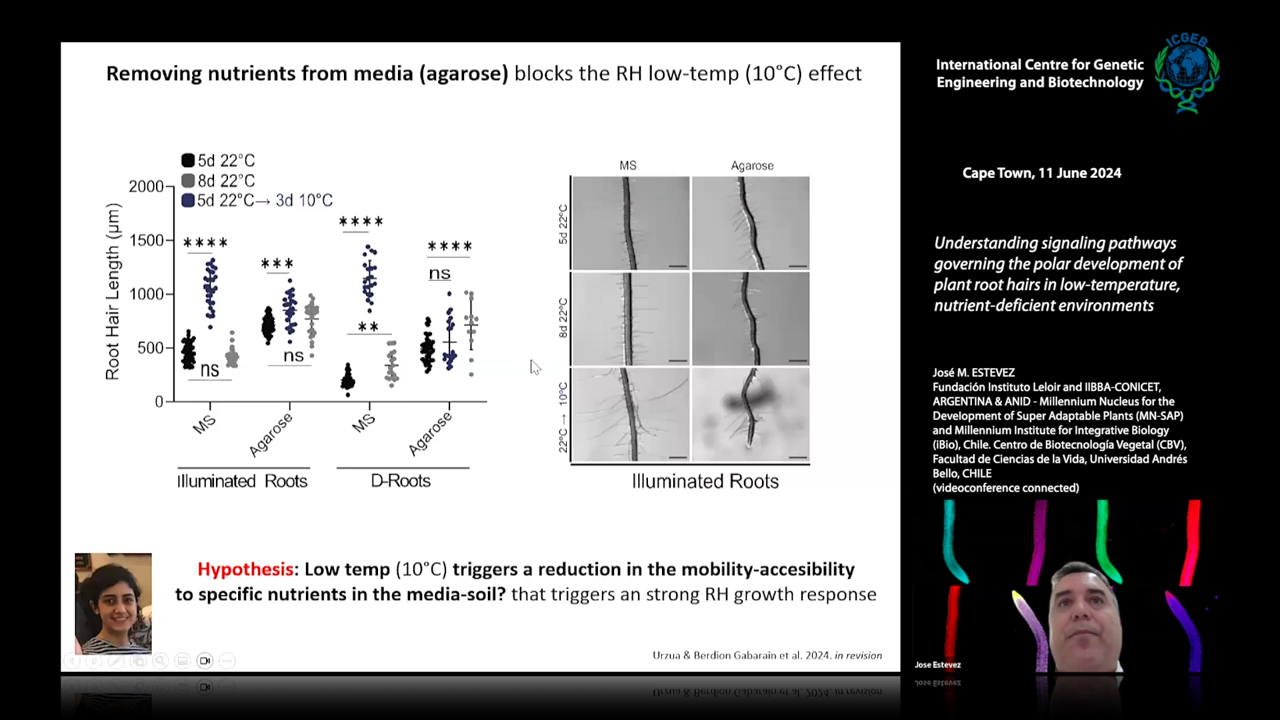 Removing nutrients from media (agarose) blocks the RH low-temp (10°C) effect
5d 22°C
8d 22°C
5d 22°C→ 3d 10°C
Root Hair Length (µm)
2000
1500
1000
500
0
****
ns
***
ns
****
**
****
ns
MS
Agarose
MS
Agarose
Illuminated Roots
D-Roots
MS
Agarose
5d 22ºC
8d 22ºC
22ºC → 10ºC
Illuminated Roots
Hypothesis: Low temp (10°C) triggers a reduction in the mobility-accesibility
to specific nutrients in the media-soil? that triggers an strong RH growth response
Urzua & Berdion Gabarain et al. 2024. in revision
International Centre for Genetic
Engineering and Biotechnology
ICGEB
Cape Town, 11 June 2024
Understanding signaling pathways
governing the polar development of
plant root hairs in low-temperature,
nutrient-deficient environments
José M. ESTEVEZ
Fundación Instituto Leloir and IIBBA-CONICET,
ARGENTINA & ANID - Millennium Nucleus for the
Development of Super Adaptable Plants (MN-SAP)
and Millennium Institute for Integrative Biology
(iBio), Chile. Centro de Biotecnología Vegetal (CBV),
Facultad de Ciencias de la Vida, Universidad Andrés
Bello, CHILE
(videoconference connected)
Jose Estevez